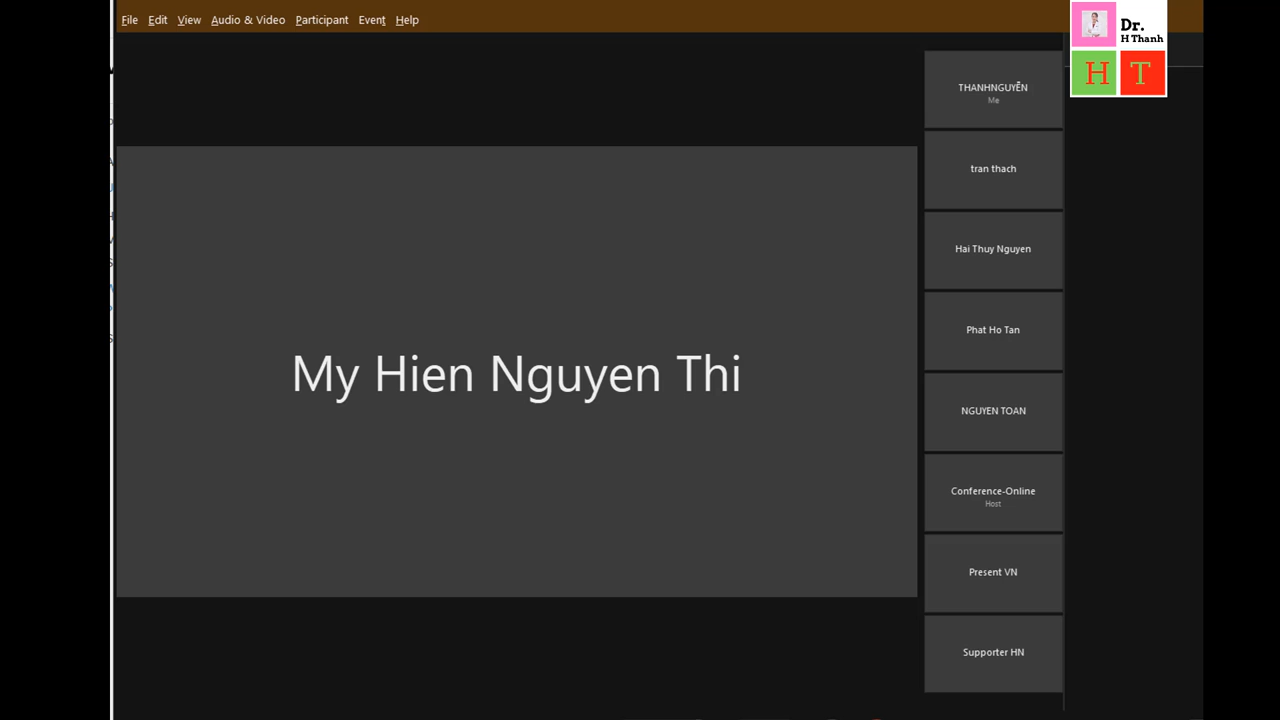 File Edit View Audio & Video Participant Event Help
Dr.
H Thanh
H T
THANHNGUYỄN
Me
tran thach
Hai Thuy Nguyen
Phat Ho Tan
My Hien Nguyen Thi
NGUYEN TOAN
Conference-Online
Host
Present VN
Supporter HN